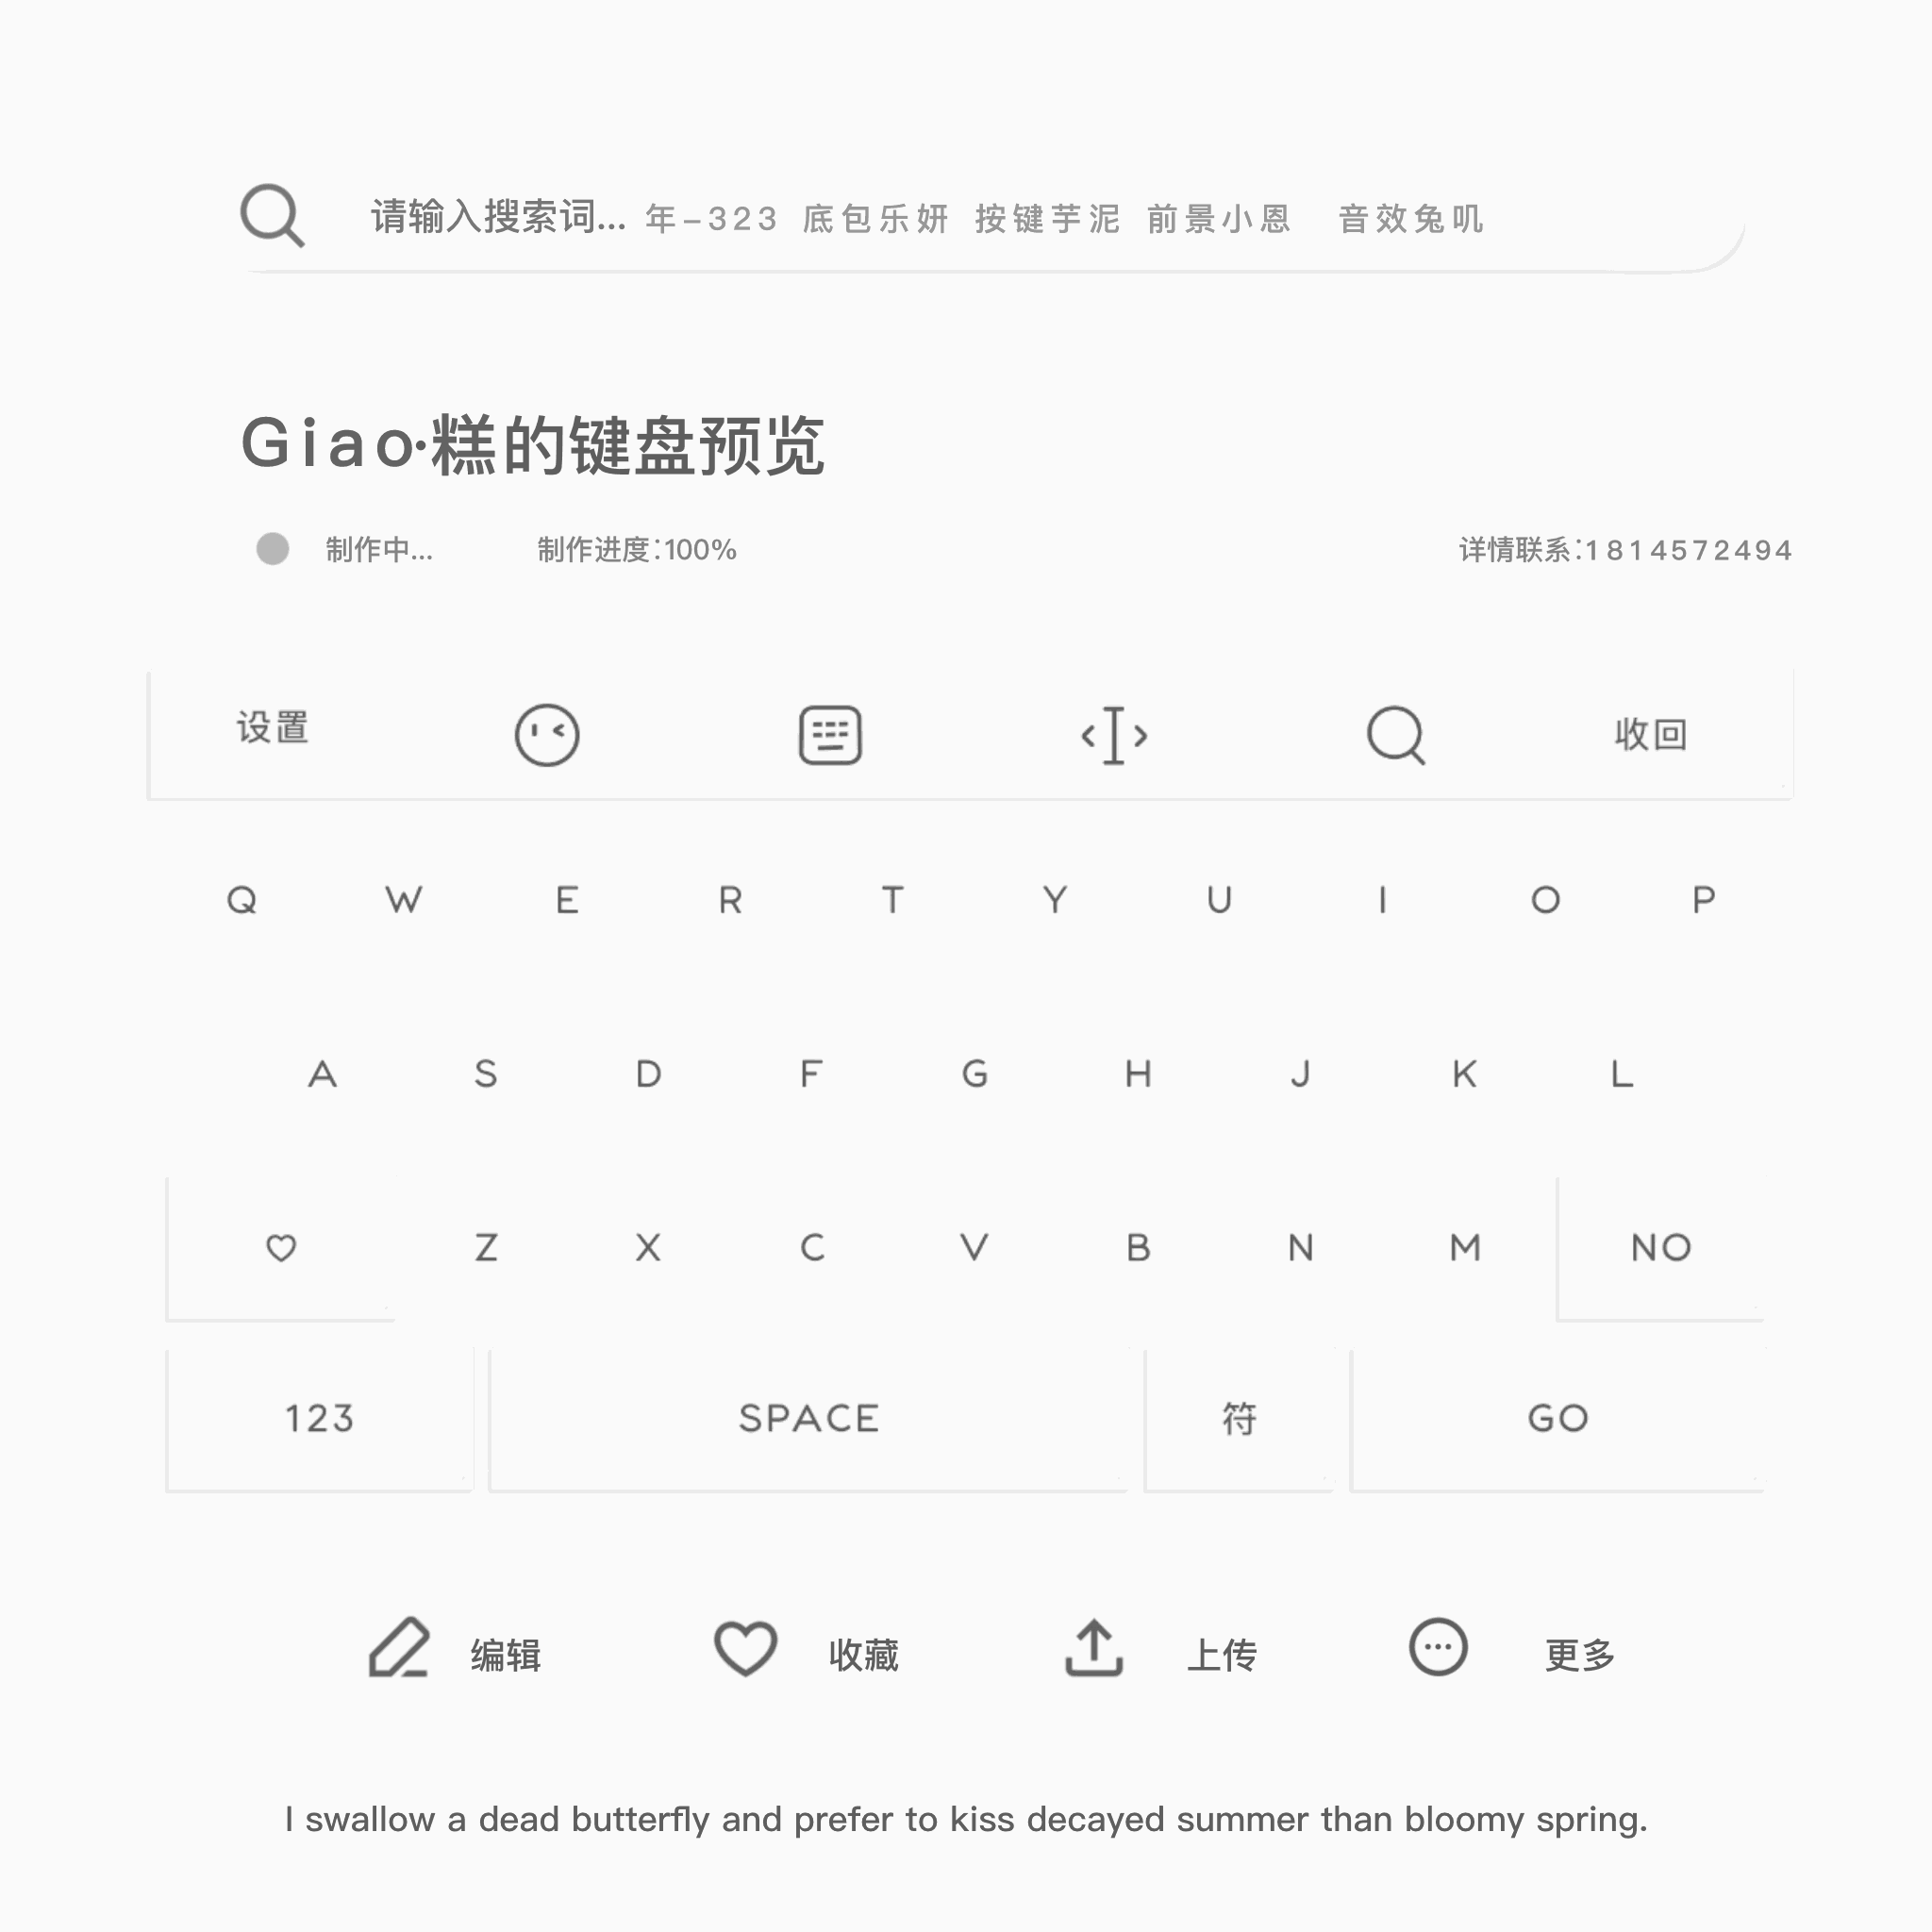 请输入搜索词... 年-323 底包乐妍 按键芋泥 前景小恩 音效兔叽
Giao·糕的键盘预览
制作中... 制作进度:100% 详情联系:1814572494
设置 收回
Q W E R T Y U I O P
A S D F G H J K L
Z X C V B N M NO
123 SPACE 符 GO
编辑 收藏 上传 更多
I swallow a dead butterfly and prefer to kiss decayed summer than bloomy spring.